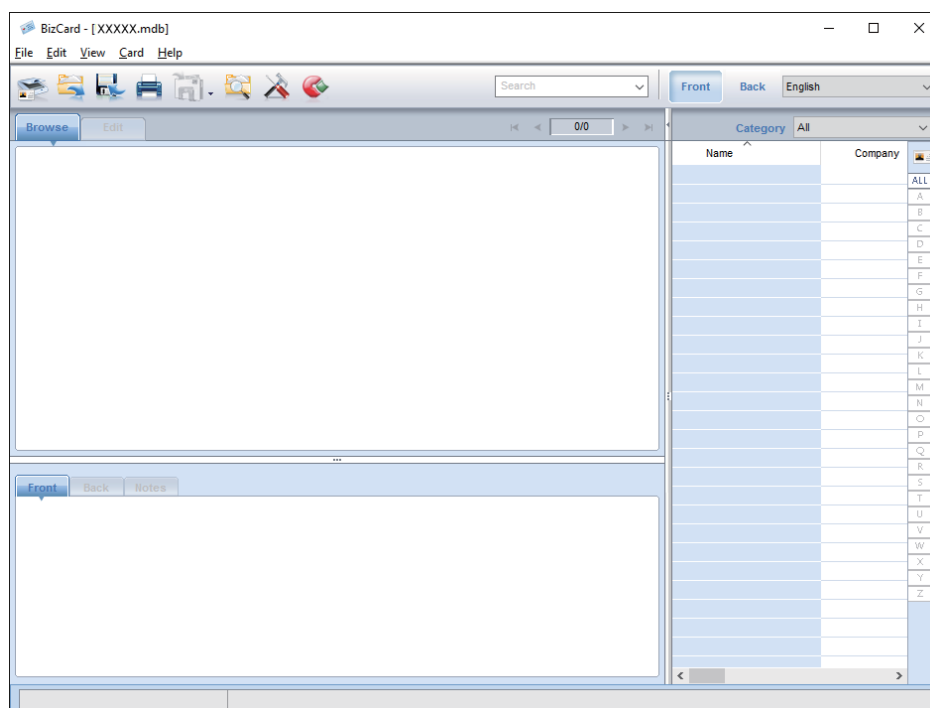 BizCard - [XXXXX.mdb]
File Edit View Card Help
Search Front Back English
Browse Edit 0/0 Category All
Name Company
ALL
A
B
C
D
E
F
G
H
I
J
K
L
M
N
O
P
Q
R
S
T
U
V
W
X
Y
Z
Front Back Notes